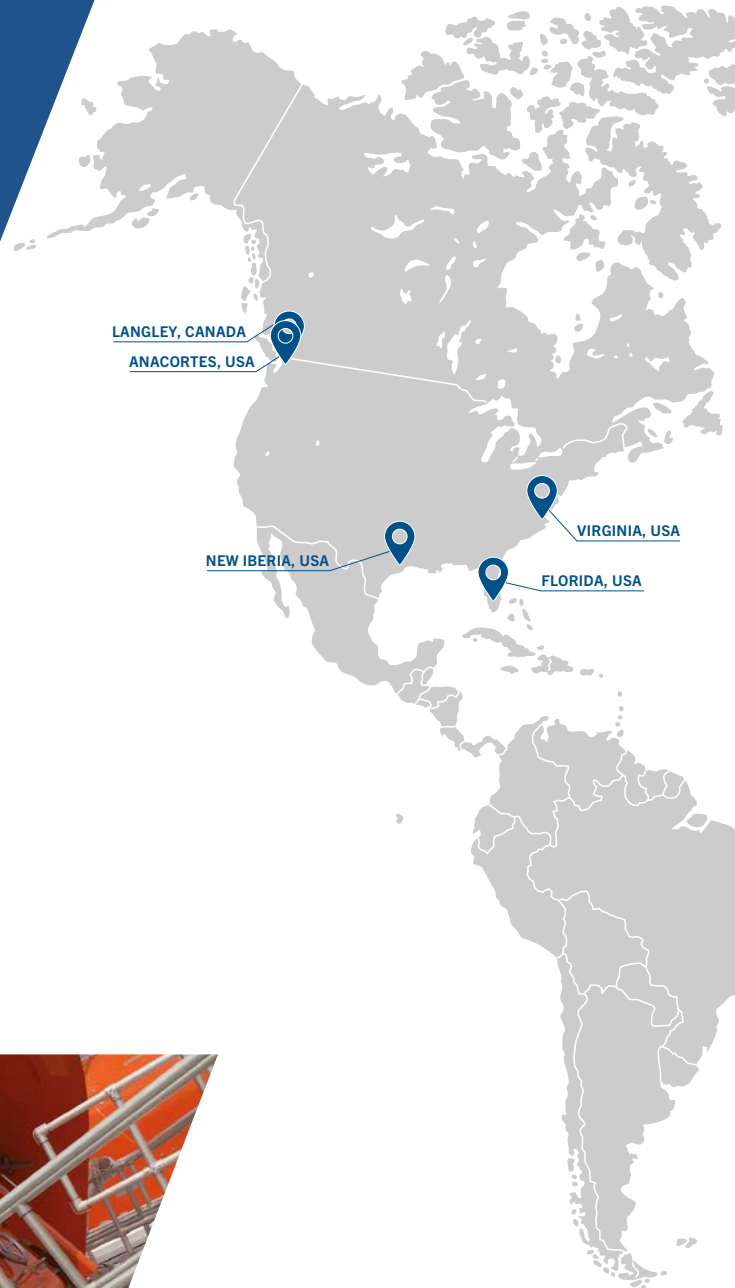 LANGLEY, CANADA
ANACORTES, USA
VIRGINIA, USA
NEW IBERIA, USA
FLORIDA, USA